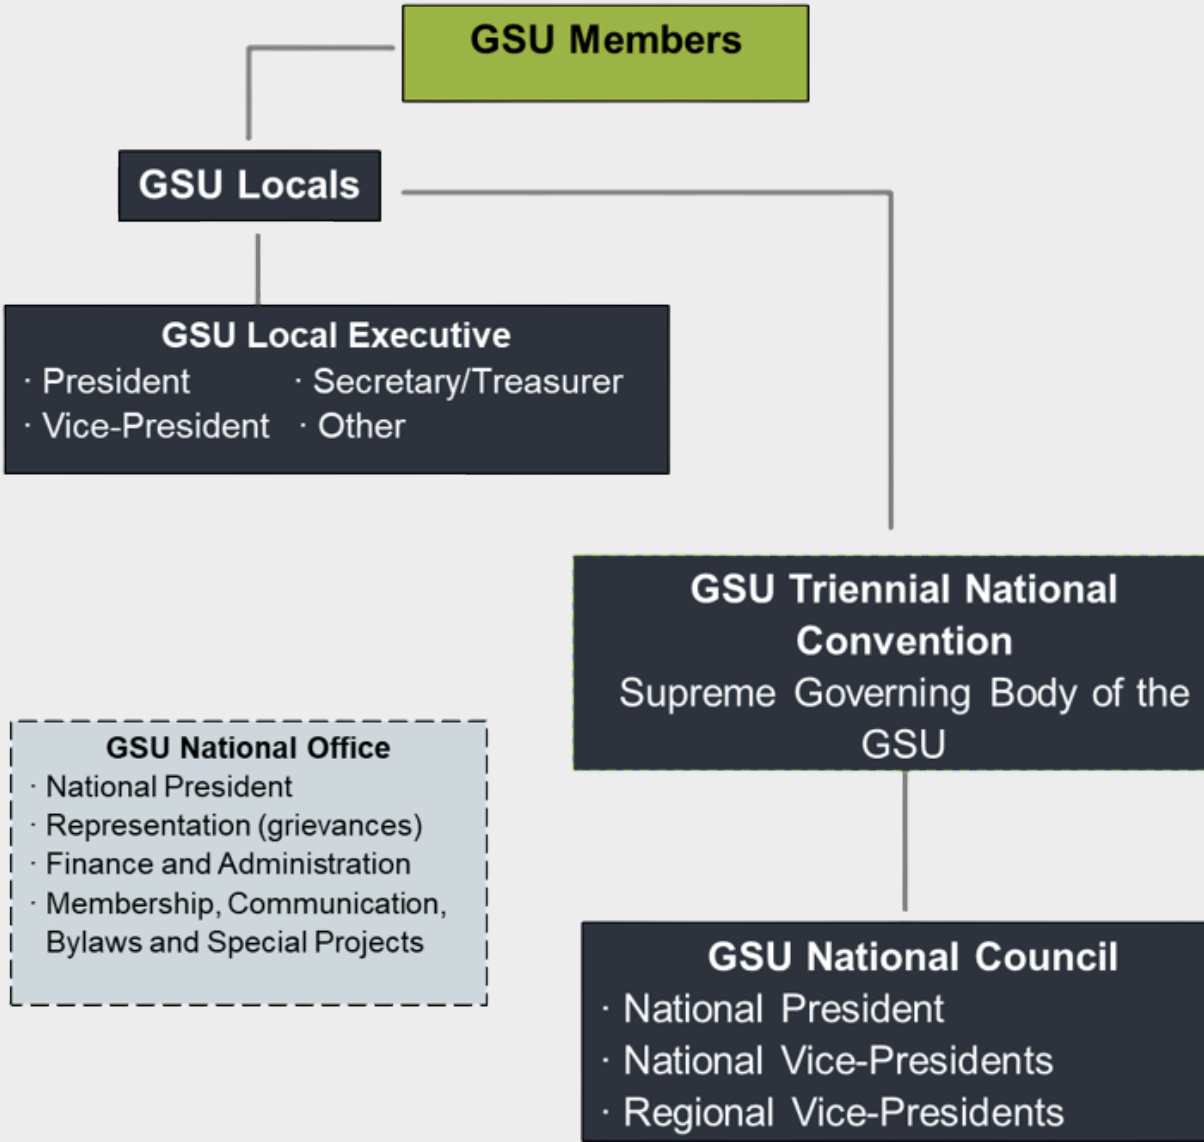 GSU Members
GSU Locals
GSU Local Executive
· President · Secretary/Treasurer
· Vice-President · Other
GSU Triennial National
Convention
Supreme Governing Body of the
GSU
GSU National Office
· National President
· Representation (grievances)
· Finance and Administration
· Membership, Communication,
Bylaws and Special Projects
GSU National Council
· National President
· National Vice-Presidents
· Regional Vice-Presidents